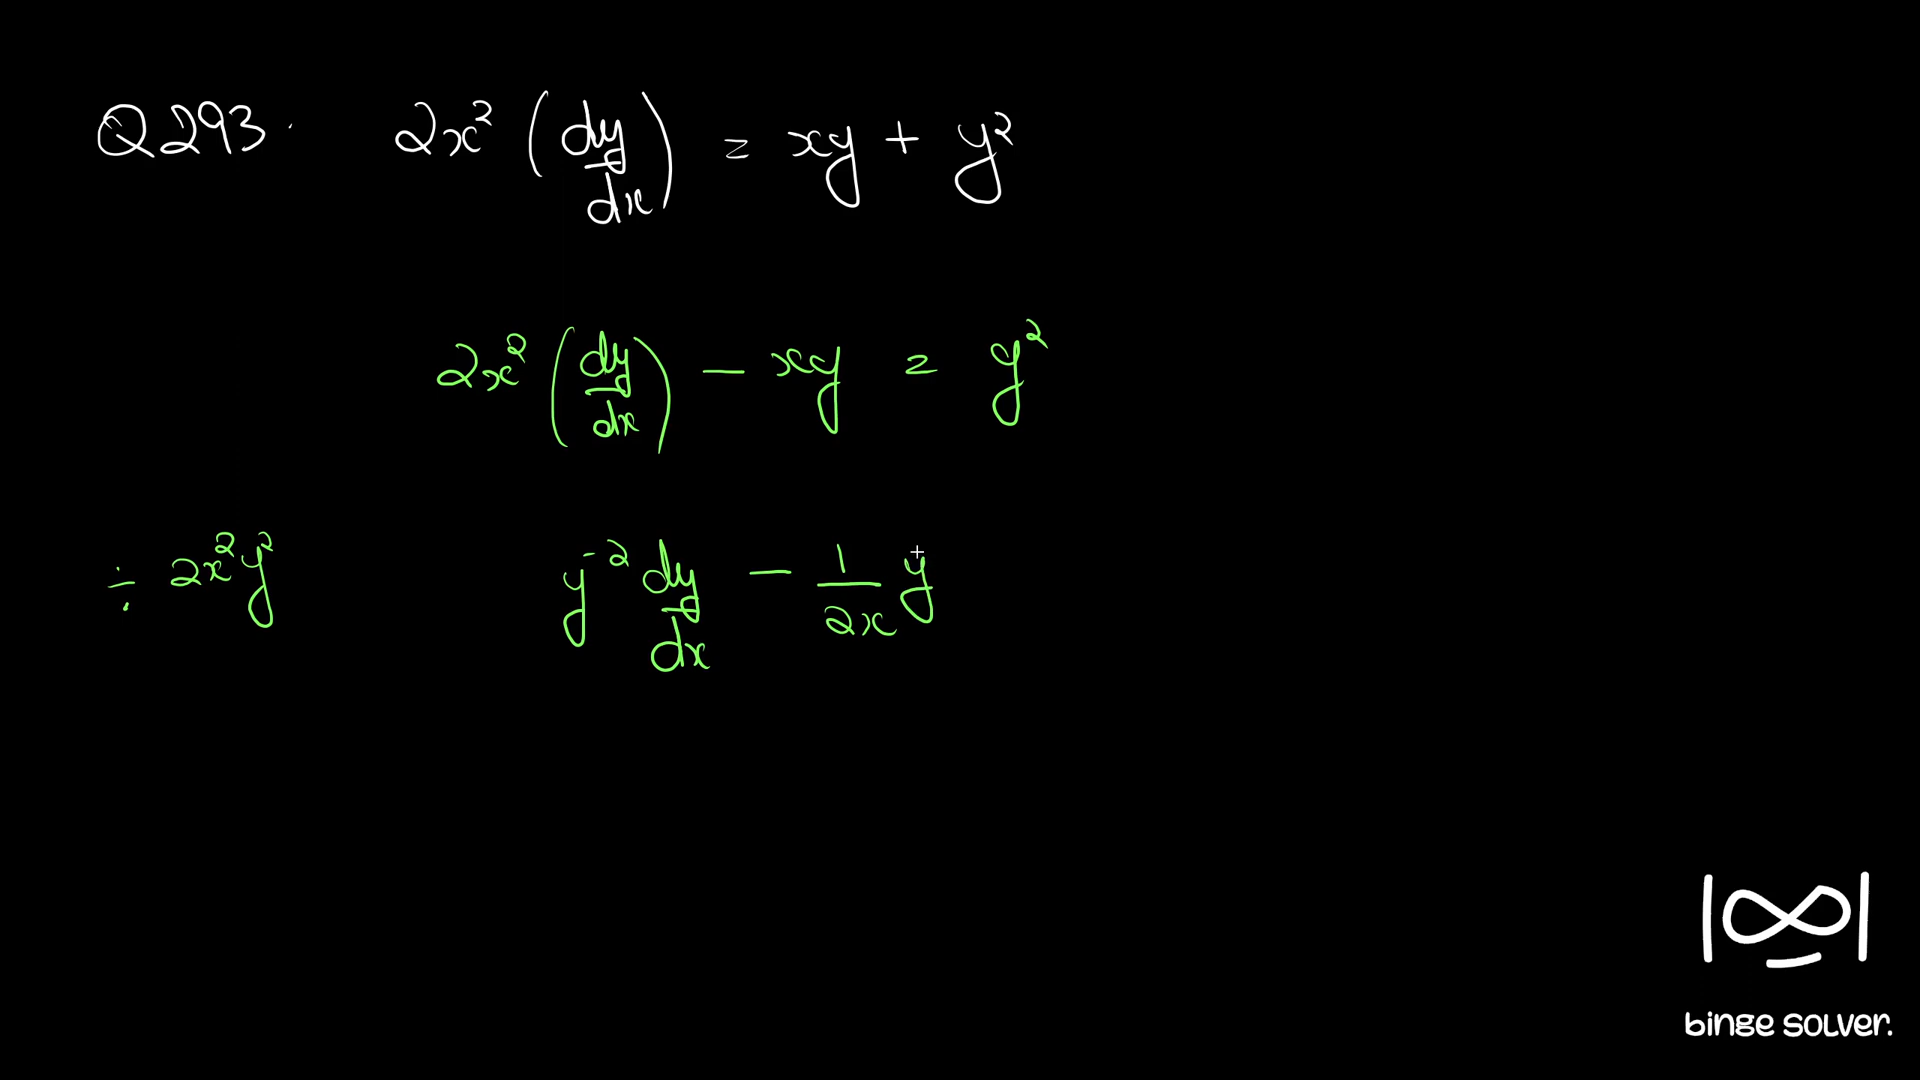 Q293. 2x² (dy/dx) = xy + y²
2x² (dy/dx) - xy = y²
÷ 2x²y² y⁻² dy/dx - 1/2x y
binge solver.